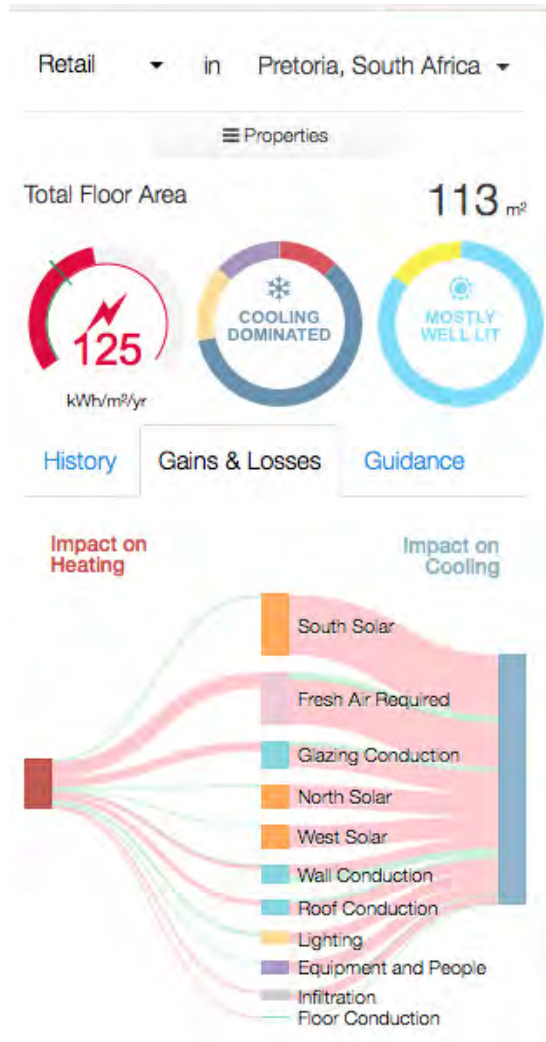 Retail in Pretoria, South Africa
Properties
Total Floor Area 113 m²
125
kWh/m²/yr
COOLING
DOMINATED
MOSTLY
WELL LIT
History Gains & Losses Guidance
Impact on
Heating
Impact on
Cooling
South Solar
Fresh Air Required
Glazing Conduction
North Solar
West Solar
Wall Conduction
Roof Conduction
Lighting
Equipment and People
Infiltration
Floor Conduction